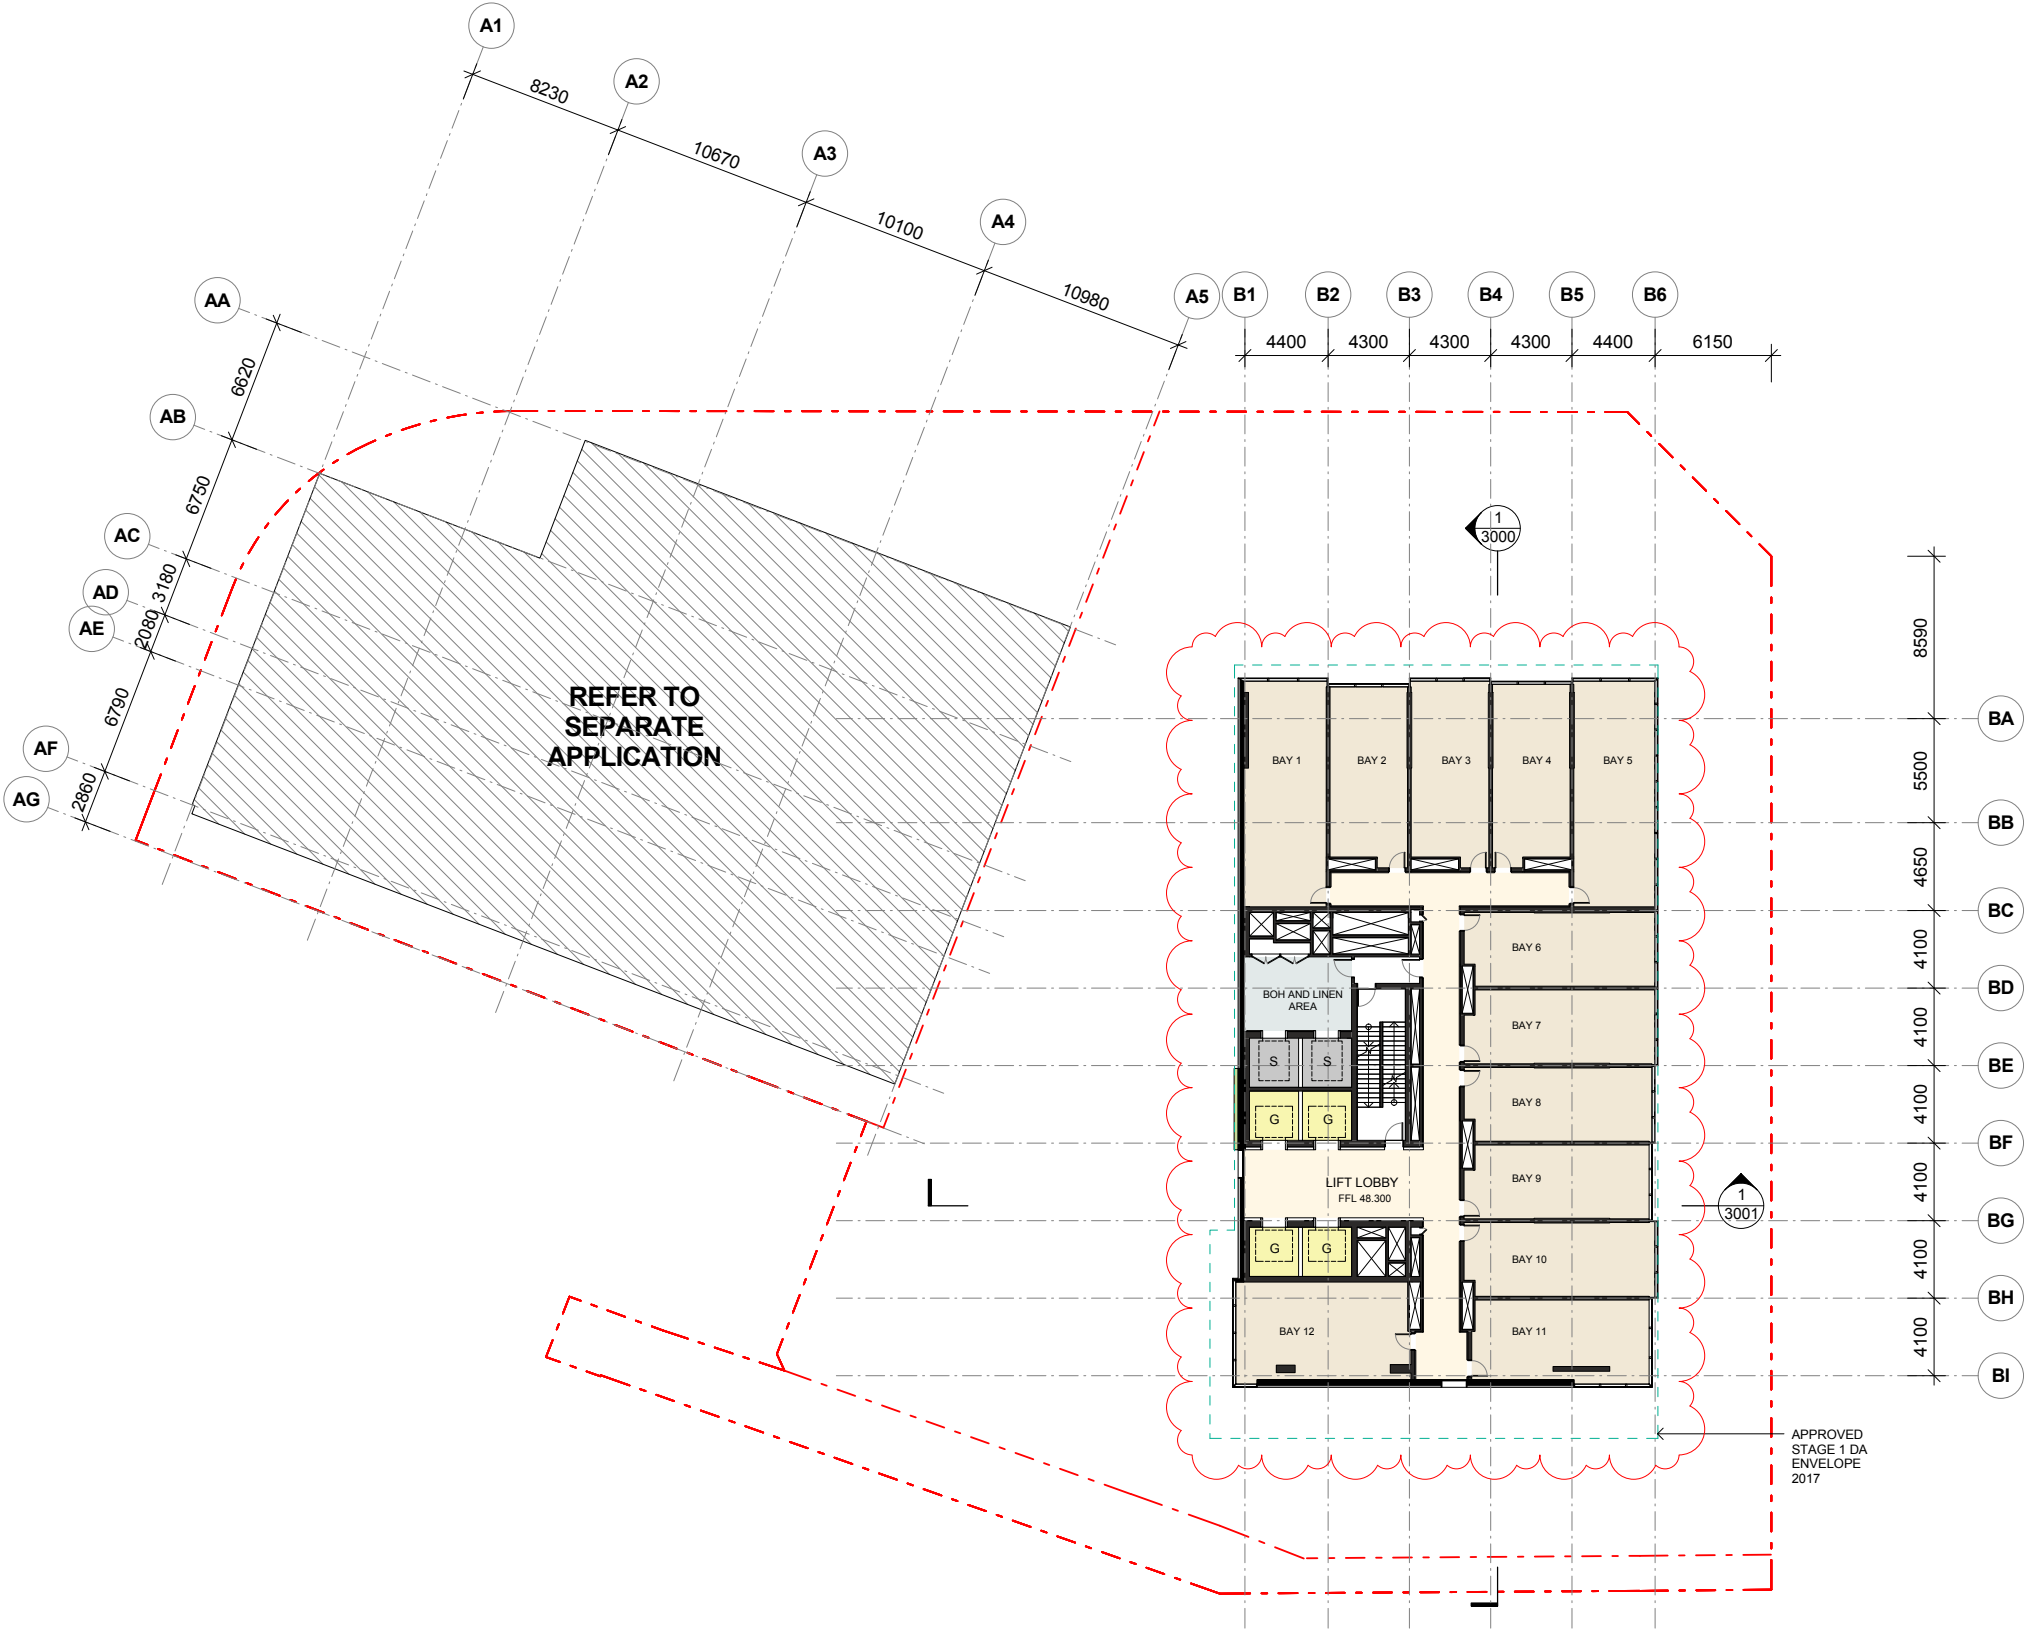 A1
A2
A3
A4
A5
B1
B2
B3
B4
B5
B6
8230
10670
10100
10980
4400
4300
4300
4300
4400
6150
AA
AB
AC
AD
AE
AF
AG
6620
6750
3180
2080
6790
2860
REFER TO
SEPARATE
APPLICATION
1
3000
8590
5500
4650
4100
4100
4100
4100
4100
4100
BA
BB
BC
BD
BE
BF
BG
BH
BI
BAY 1
BAY 2
BAY 3
BAY 4
BAY 5
BAY 6
BOH AND LINEN
AREA
BAY 7
S
S
BAY 8
G
G
BAY 9
LIFT LOBBY
FFL 48.300
1
3001
G
G
BAY 10
BAY 12
BAY 11
APPROVED
STAGE 1 DA
ENVELOPE
2017